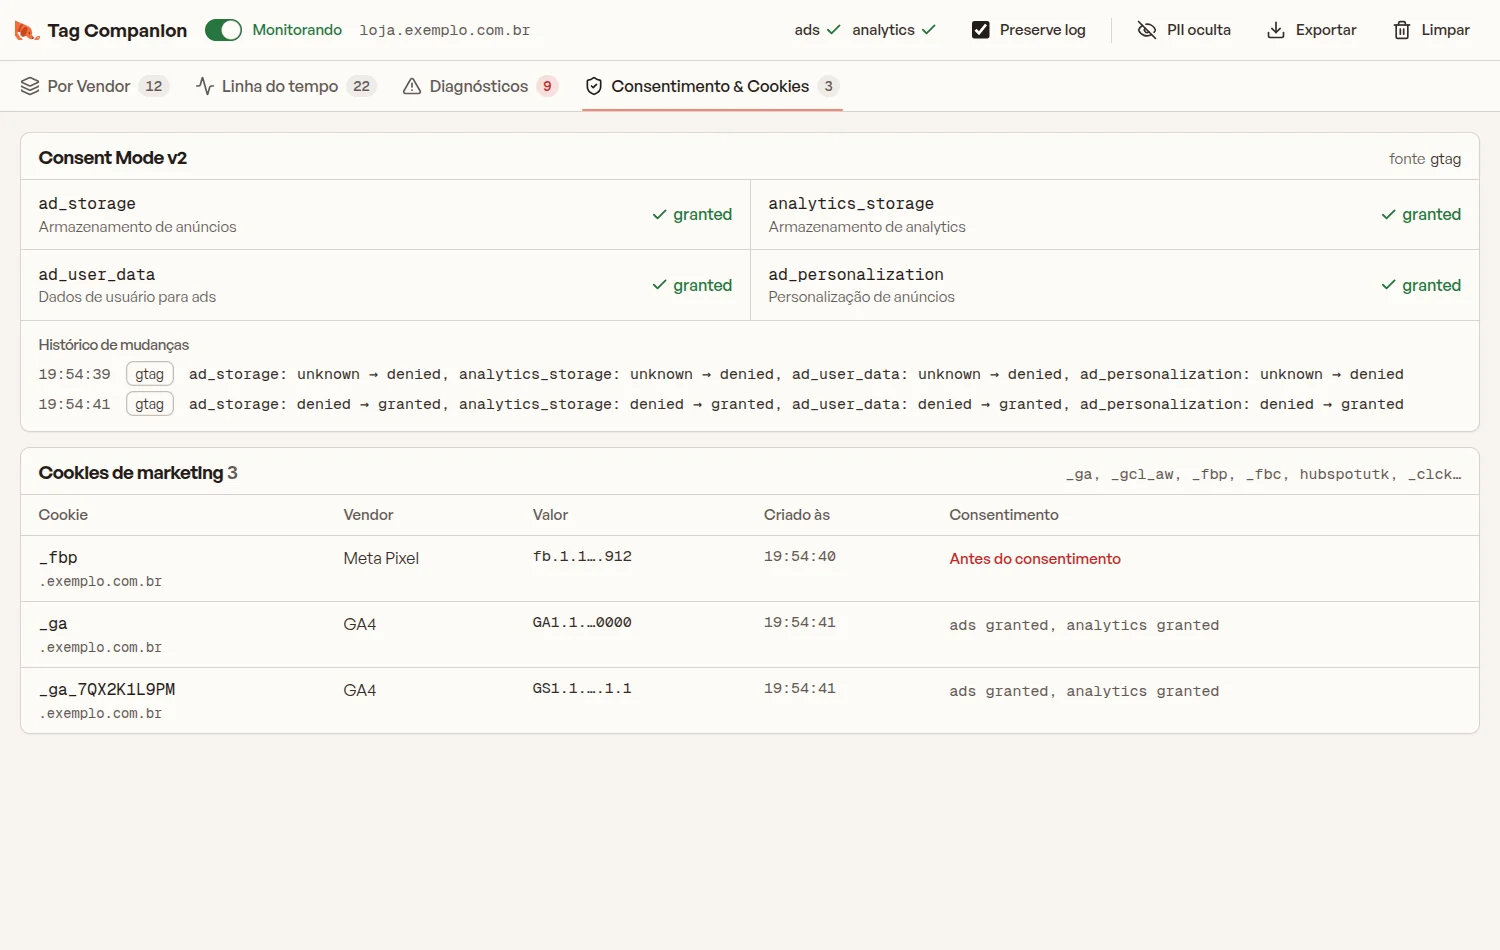 Tag Companion Monitorando loja.exemplo.com.br ads analytics Preserve log PII oculta Exportar Limpar
Por Vendor 12 Linha do tempo 22 Diagnósticos 9 Consentimento & Cookies 3
Consent Mode v2 fonte gtag
ad_storage
Armazenamento de anúncios
granted
analytics_storage
Armazenamento de analytics
granted
ad_user_data
Dados de usuário para ads
granted
ad_personalization
Personalização de anúncios
granted
Histórico de mudanças
19:54:39 gtag ad_storage: unknown → denied, analytics_storage: unknown → denied, ad_user_data: unknown → denied, ad_personalization: unknown → denied
19:54:41 gtag ad_storage: denied → granted, analytics_storage: denied → granted, ad_user_data: denied → granted, ad_personalization: denied → granted
Cookies de marketing 3 _ga, _gcl_aw, _fbp, _fbc, hubspotutk, _clck…
Cookie Vendor Valor Criado às Consentimento
_fbp Meta Pixel fb.1.1….912 19:54:40 Antes do consentimento
.exemplo.com.br
_ga GA4 GA1.1.…0000 19:54:41 ads granted, analytics granted
.exemplo.com.br
_ga_7QX2K1L9PM GA4 GS1.1.….1.1 19:54:41 ads granted, analytics granted
.exemplo.com.br